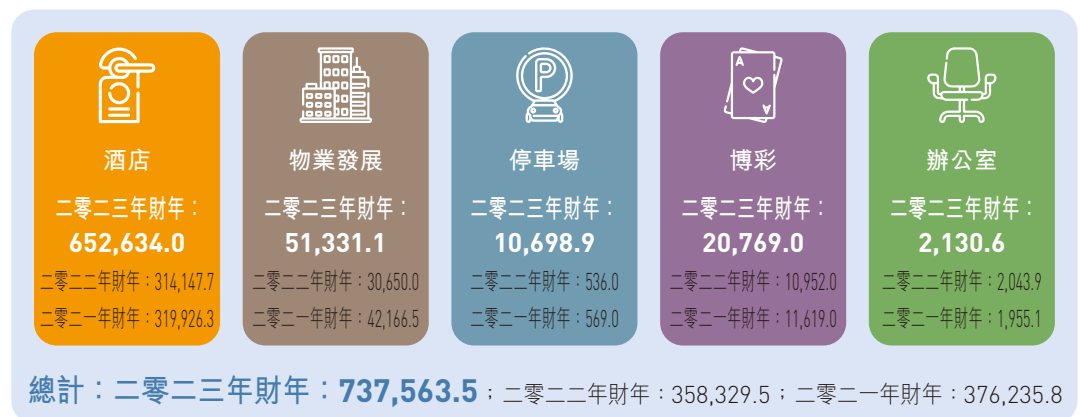 酒店
二零二三年財年：
652,634.0
二零二二年財年：314,147.7
二零二一年財年：319,926.3
物業發展
二零二三年財年：
51,331.1
二零二二年財年：30,650.0
二零二一年財年：42,166.5
P
停車場
二零二三年財年：
10,698.9
二零二二年財年：536.0
二零二一年財年：569.0
A
A
博彩
二零二三年財年：
20,769.0
二零二二年財年：10,952.0
二零二一年財年：11,619.0
辦公室
二零二三年財年：
2,130.6
二零二二年財年：2,043.9
二零二一年財年：1,955.1
總計：二零二三年財年：737,563.5；二零二二年財年：358,329.5；二零二一年財年：376,235.8